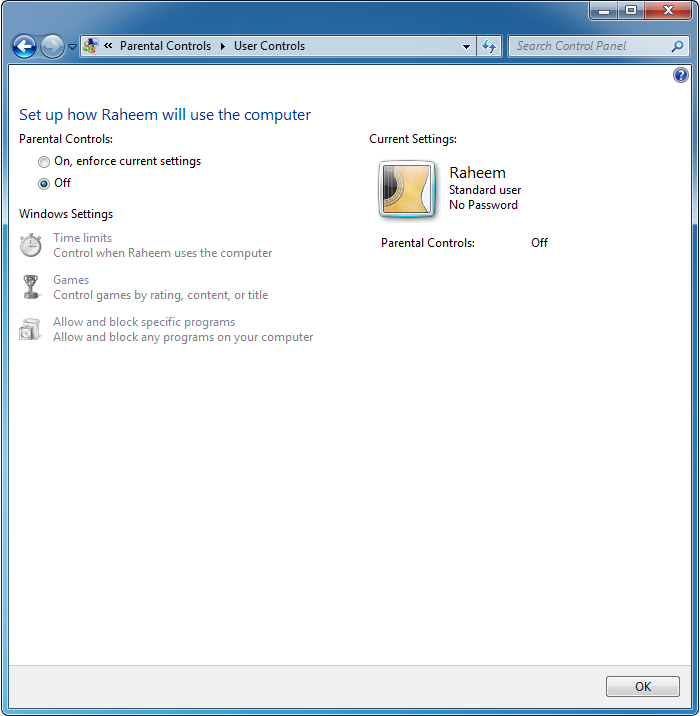 « Parental Controls ▸ User Controls
Search Control Panel
?
Set up how Raheem will use the computer
Parental Controls:
On, enforce current settings
Off
Windows Settings
Time limits
Control when Raheem uses the computer
Games
Control games by rating, content, or title
Allow and block specific programs
Allow and block any programs on your computer
Current Settings:
Raheem
Standard user
No Password
Parental Controls: Off
OK